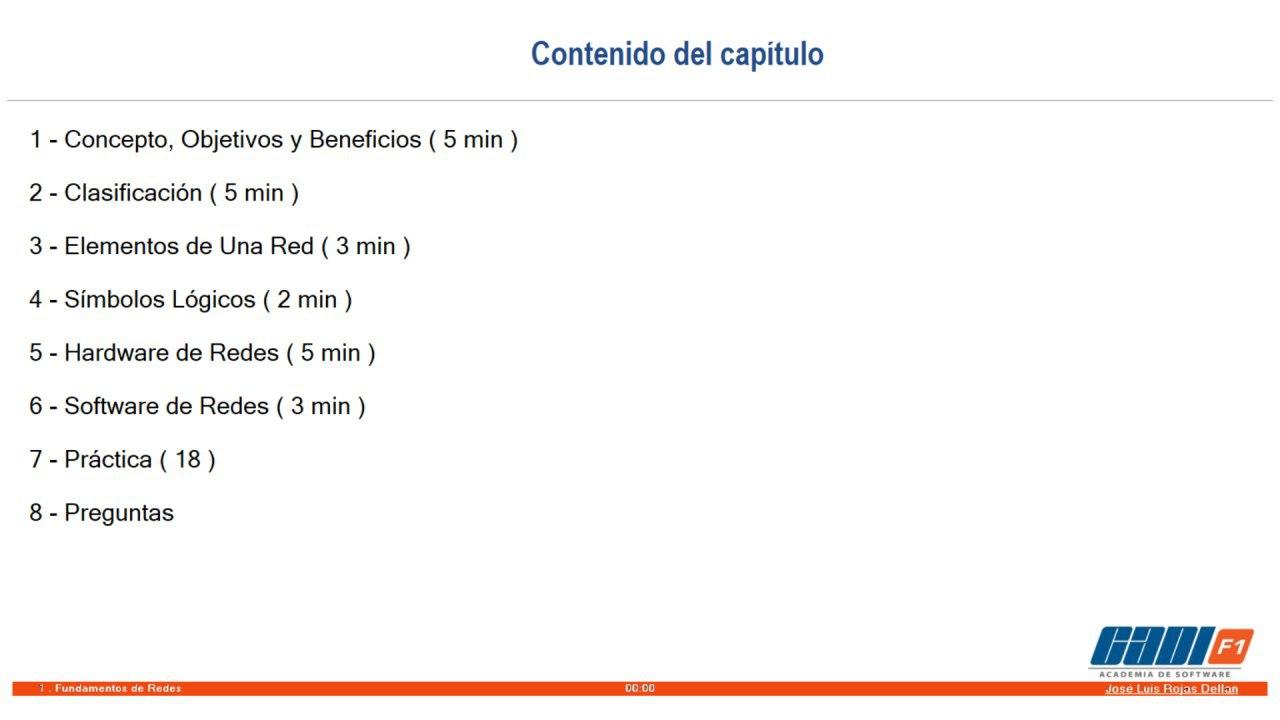 Contenido del capítulo
1 - Concepto, Objetivos y Beneficios ( 5 min )
2 - Clasificación ( 5 min )
3 - Elementos de Una Red ( 3 min )
4 - Símbolos Lógicos ( 2 min )
5 - Hardware de Redes ( 5 min )
6 - Software de Redes ( 3 min )
7 - Práctica ( 18 )
8 - Preguntas
CADI F1
ACADEMIA DE SOFTWARE
1 . Fundamentos de Redes 00:00 José Luis Rojas Dellan